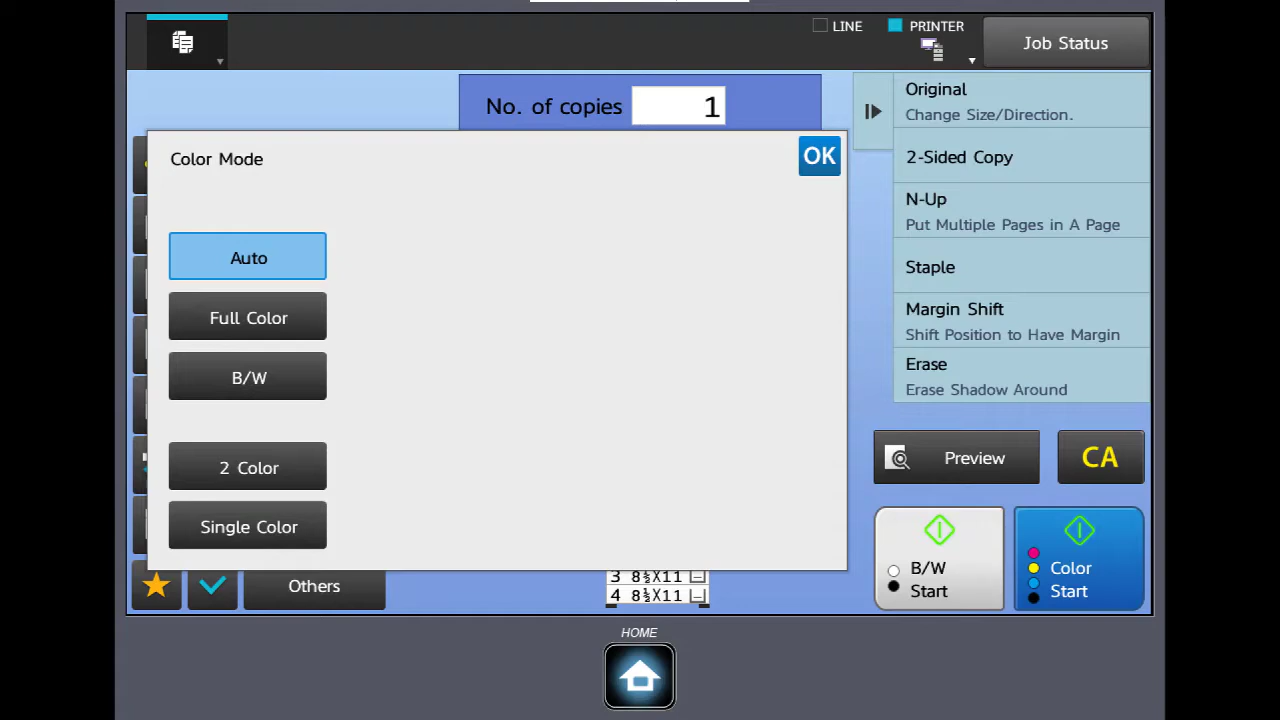 LINE
PRINTER
Job Status
No. of copies
1
Color Mode
OK
Auto
Full Color
B/W
2 Color
Single Color
Original
Change Size/Direction.
2-Sided Copy
N-Up
Put Multiple Pages in A Page
Staple
Margin Shift
Shift Position to Have Margin
Erase
Erase Shadow Around
Preview
CA
B/W
Start
Color
Start
Others
3 8½X11
4 8½X11
HOME